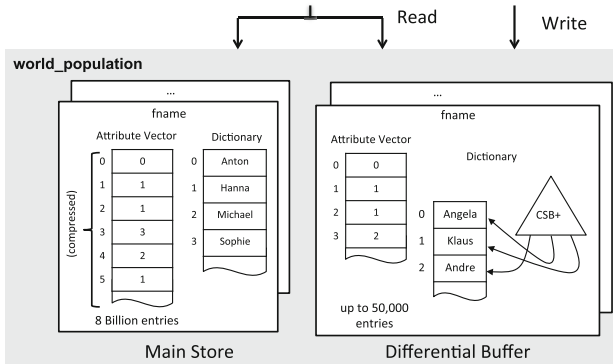 Read
Write
world_population
...
fname
Attribute Vector
Dictionary
(compressed)
0 0
1 1
2 1
3 3
4 2
5 1
0 Anton
1 Hanna
2 Michael
3 Sophie
8 Billion entries
Main Store
...
fname
Attribute Vector
Dictionary
0 0
1 1
2 1
3 2
0 Angela
1 Klaus
2 Andre
CSB+
up to 50,000
entries
Differential Buffer